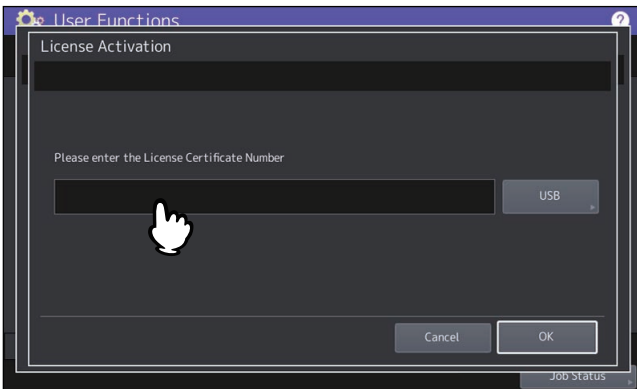 User Functions
?
License Activation
Please enter the License Certificate Number
USB
Cancel
OK
Job Status